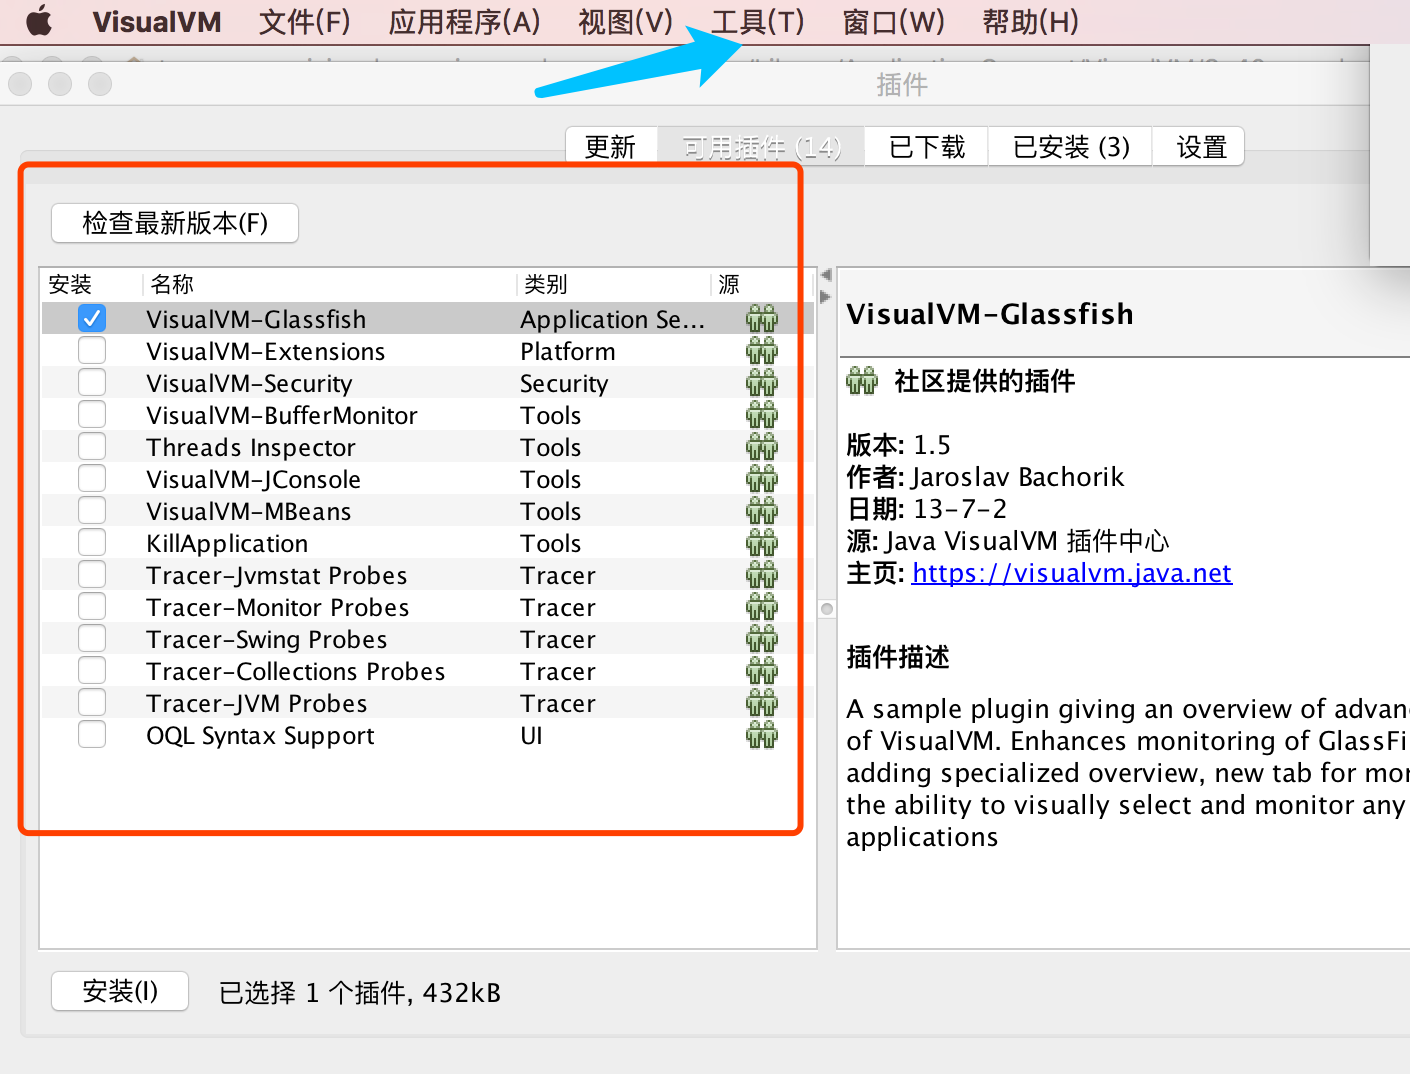 VisualVM 文件(F) 应用程序(A) 视图(V) 工具(T) 窗口(W) 帮助(H)
插件
更新 可用插件 (14) 已下载 已安装 (3) 设置
检查最新版本(F)
安装 名称 类别 源
VisualVM-Glassfish Application Se...
VisualVM-Extensions Platform
VisualVM-Security Security
VisualVM-BufferMonitor Tools
Threads Inspector Tools
VisualVM-JConsole Tools
VisualVM-MBeans Tools
KillApplication Tools
Tracer-Jvmstat Probes Tracer
Tracer-Monitor Probes Tracer
Tracer-Swing Probes Tracer
Tracer-Collections Probes Tracer
Tracer-JVM Probes Tracer
OQL Syntax Support UI
VisualVM-Glassfish
社区提供的插件
版本: 1.5
作者: Jaroslav Bachorik
日期: 13-7-2
源: Java VisualVM 插件中心
主页: https://visualvm.java.net
插件描述
A sample plugin giving an overview of
of VisualVM. Enhances monitoring of
adding specialized overview, new tab for
the ability to visually select and monitor any
applications
安装(I) 已选择 1 个插件, 432kB